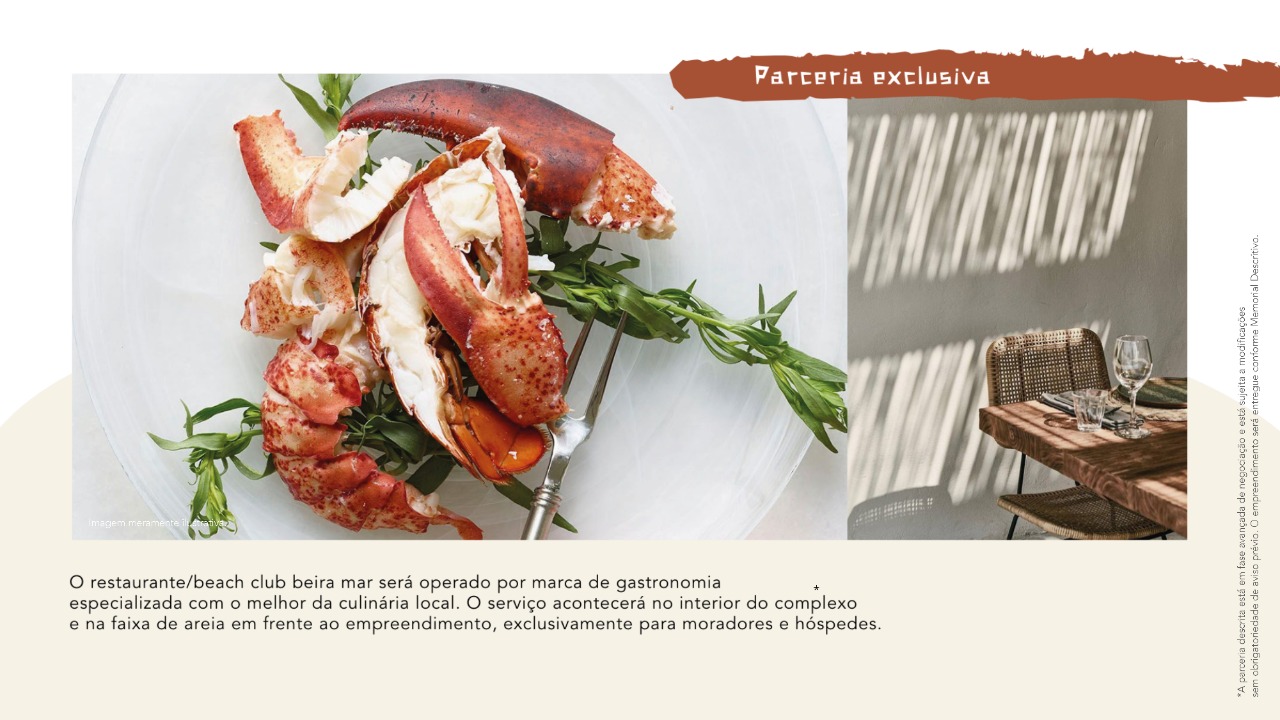 Parceria exclusiva
imagem meramente ilustrativa
O restaurante/beach club beira mar será operado por marca de gastronomia
especializada com o melhor da culinária local. O serviço acontecerá no interior do complexo
*
e na faixa de areia em frente ao empreendimento, exclusivamente para moradores e hóspedes.
*A parceria descrita está em fase avançada de negociação e está sujeita a modificações
sem obrigatoriedade de aviso prévio. O empreendimento será entregue conforme Memorial Descritivo.